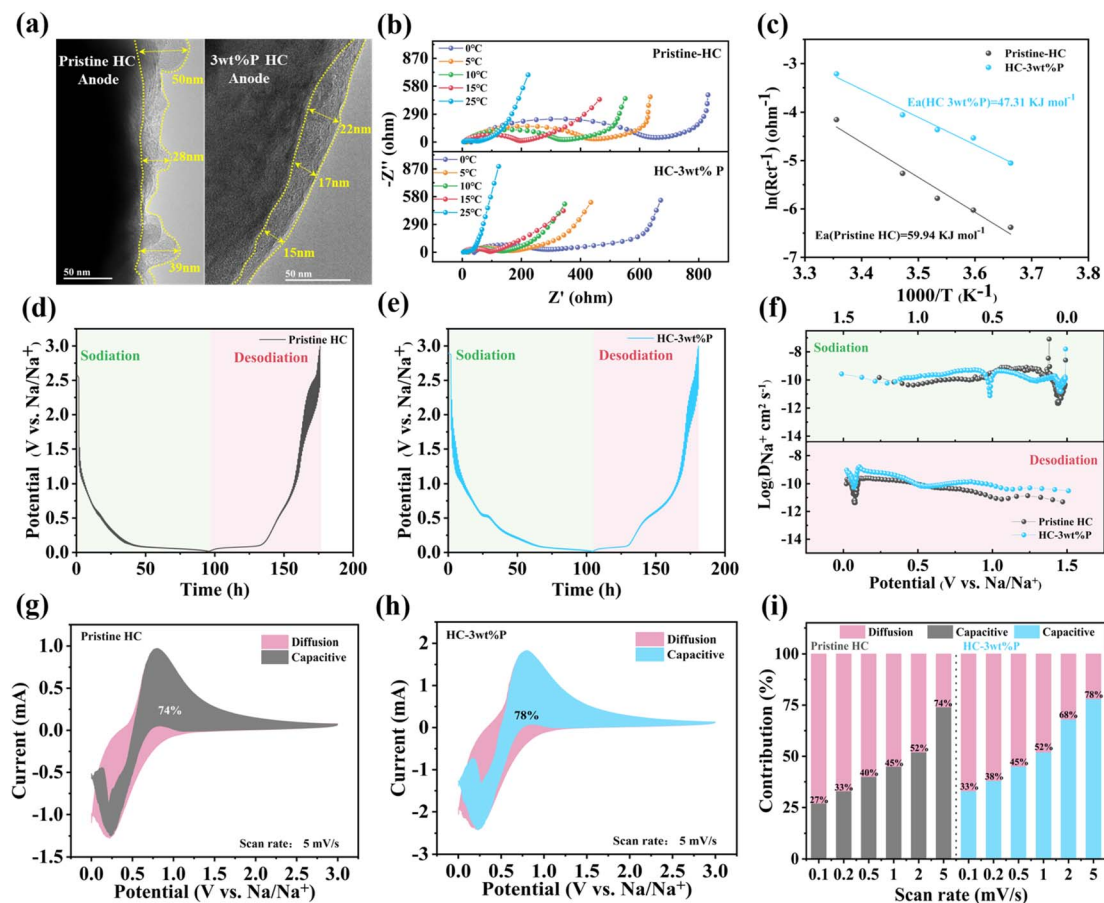 (a)
Pristine HC
Anode
3wt%P HC
Anode
50nm
28nm
39nm
22nm
17nm
15nm
50 nm
50 nm
(b)
Pristine-HC
0°C
5°C
10°C
15°C
25°C
870
580
290
0
HC-3wt% P
0°C
5°C
10°C
15°C
25°C
870
580
290
0
-Z'' (ohm)
0 200 400 600 800
Z' (ohm)
(c)
Pristine-HC
HC-3wt%P
Ea(HC 3wt%P)=47.31 KJ mol⁻¹
Ea(Pristine HC)=59.94 KJ mol⁻¹
ln(Rct⁻¹) (ohm⁻¹)
-3
-4
-5
-6
-7
3.3 3.4 3.5 3.6 3.7 3.8
1000/T (K⁻¹)
(d)
Pristine HC
Sodiation
Desodiation
Potential (V vs. Na/Na⁺)
3.0
2.5
2.0
1.5
1.0
0.5
0.0
0 50 100 150 200
Time (h)
(e)
HC-3wt%P
Sodiation
Desodiation
Potential (V vs. Na/Na⁺)
3.0
2.5
2.0
1.5
1.0
0.5
0.0
0 50 100 150 200
Time (h)
(f)
1.5 1.0 0.5 0.0
Sodiation
-8
-10
-12
-14
Desodiation
-8
-10
-12
-14
Pristine HC
HC-3wt%P
Log(D_Na⁺ cm² s⁻¹)
0.0 0.5 1.0 1.5
Potential (V vs. Na/Na⁺)
(g)
Pristine HC
Diffusion
Capacitive
74%
Scan rate: 5 mV/s
Current (mA)
1.0
0.5
0.0
-0.5
-1.0
-1.5
0.0 0.5 1.0 1.5 2.0 2.5 3.0
Potential (V vs. Na/Na⁺)
(h)
HC-3wt%P
Diffusion
Capacitive
78%
Scan rate: 5 mV/s
Current (mA)
2
1
0
-1
-2
-3
0.0 0.5 1.0 1.5 2.0 2.5 3.0
Potential (V vs. Na/Na⁺)
(i)
Diffusion Capacitive Capacitive
Pristine HC HC-3wt%P
Contribution (%)
100
75
50
25
0
27% 33% 40% 45% 52% 74% 33% 38% 45% 52% 68% 78%
0.1 0.2 0.5 1 2 5 0.1 0.2 0.5 1 2 5
Scan rate (mV/s)